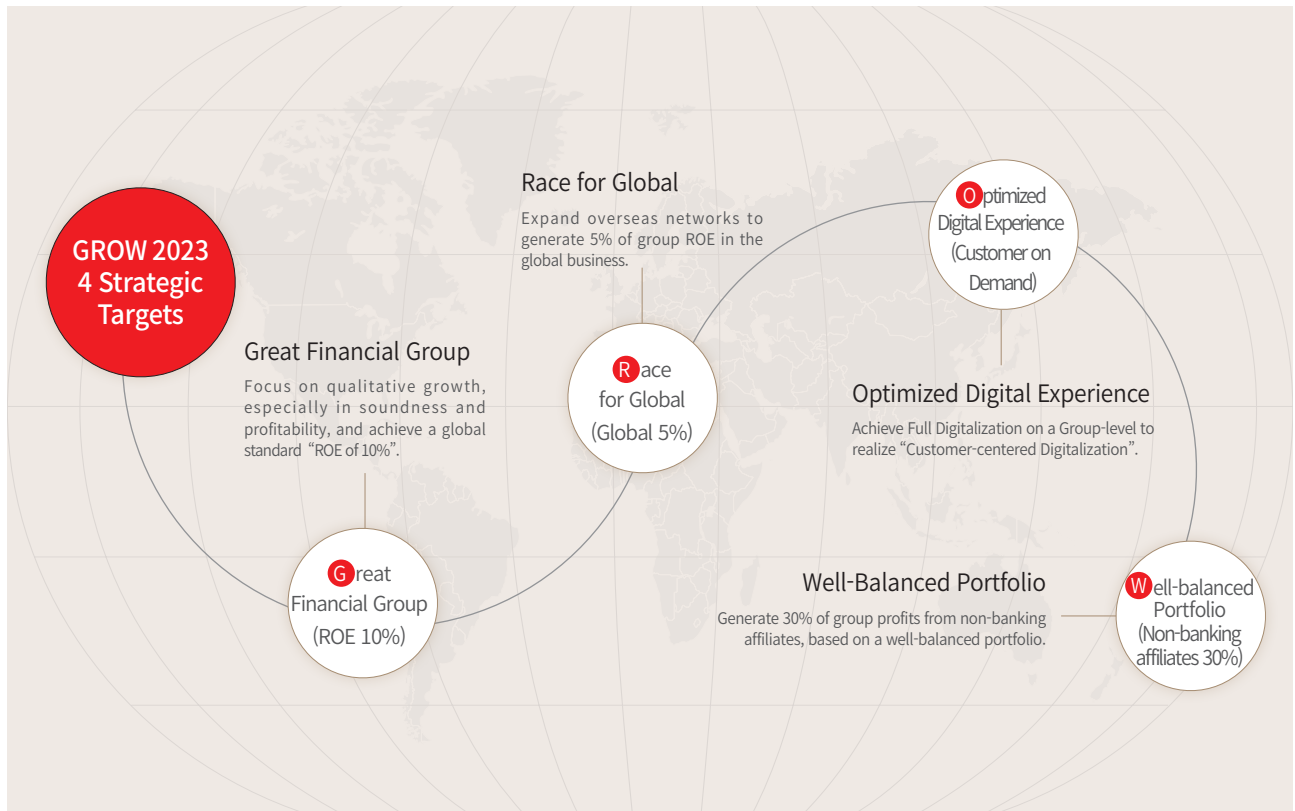 GROW 2023
4 Strategic
Targets
Great Financial Group
Focus on qualitative growth,
especially in soundness and
profitability, and achieve a global
standard “ROE of 10%”.
Great
Financial Group
(ROE 10%)
Race for Global
Expand overseas networks to
generate 5% of group ROE in the
global business.
Race
for Global
(Global 5%)
Optimized
Digital Experience
(Customer on
Demand)
Optimized Digital Experience
Achieve Full Digitalization on a Group-level to
realize “Customer-centered Digitalization”.
Well-Balanced Portfolio
Generate 30% of group profits from non-banking
affiliates, based on a well-balanced portfolio.
Well-balanced
Portfolio
(Non-banking
affiliates 30%)